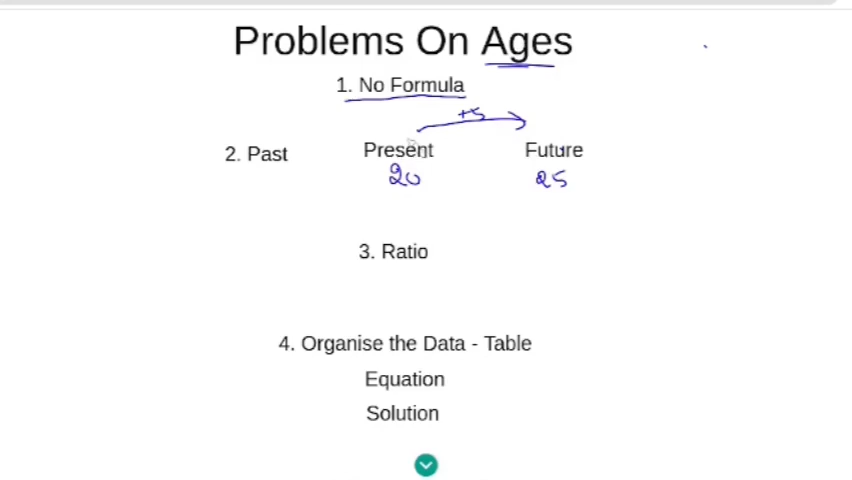 Problems On Ages
1. No Formula
+5
2. Past Present Future
20 25
3. Ratio
4. Organise the Data - Table
Equation
Solution